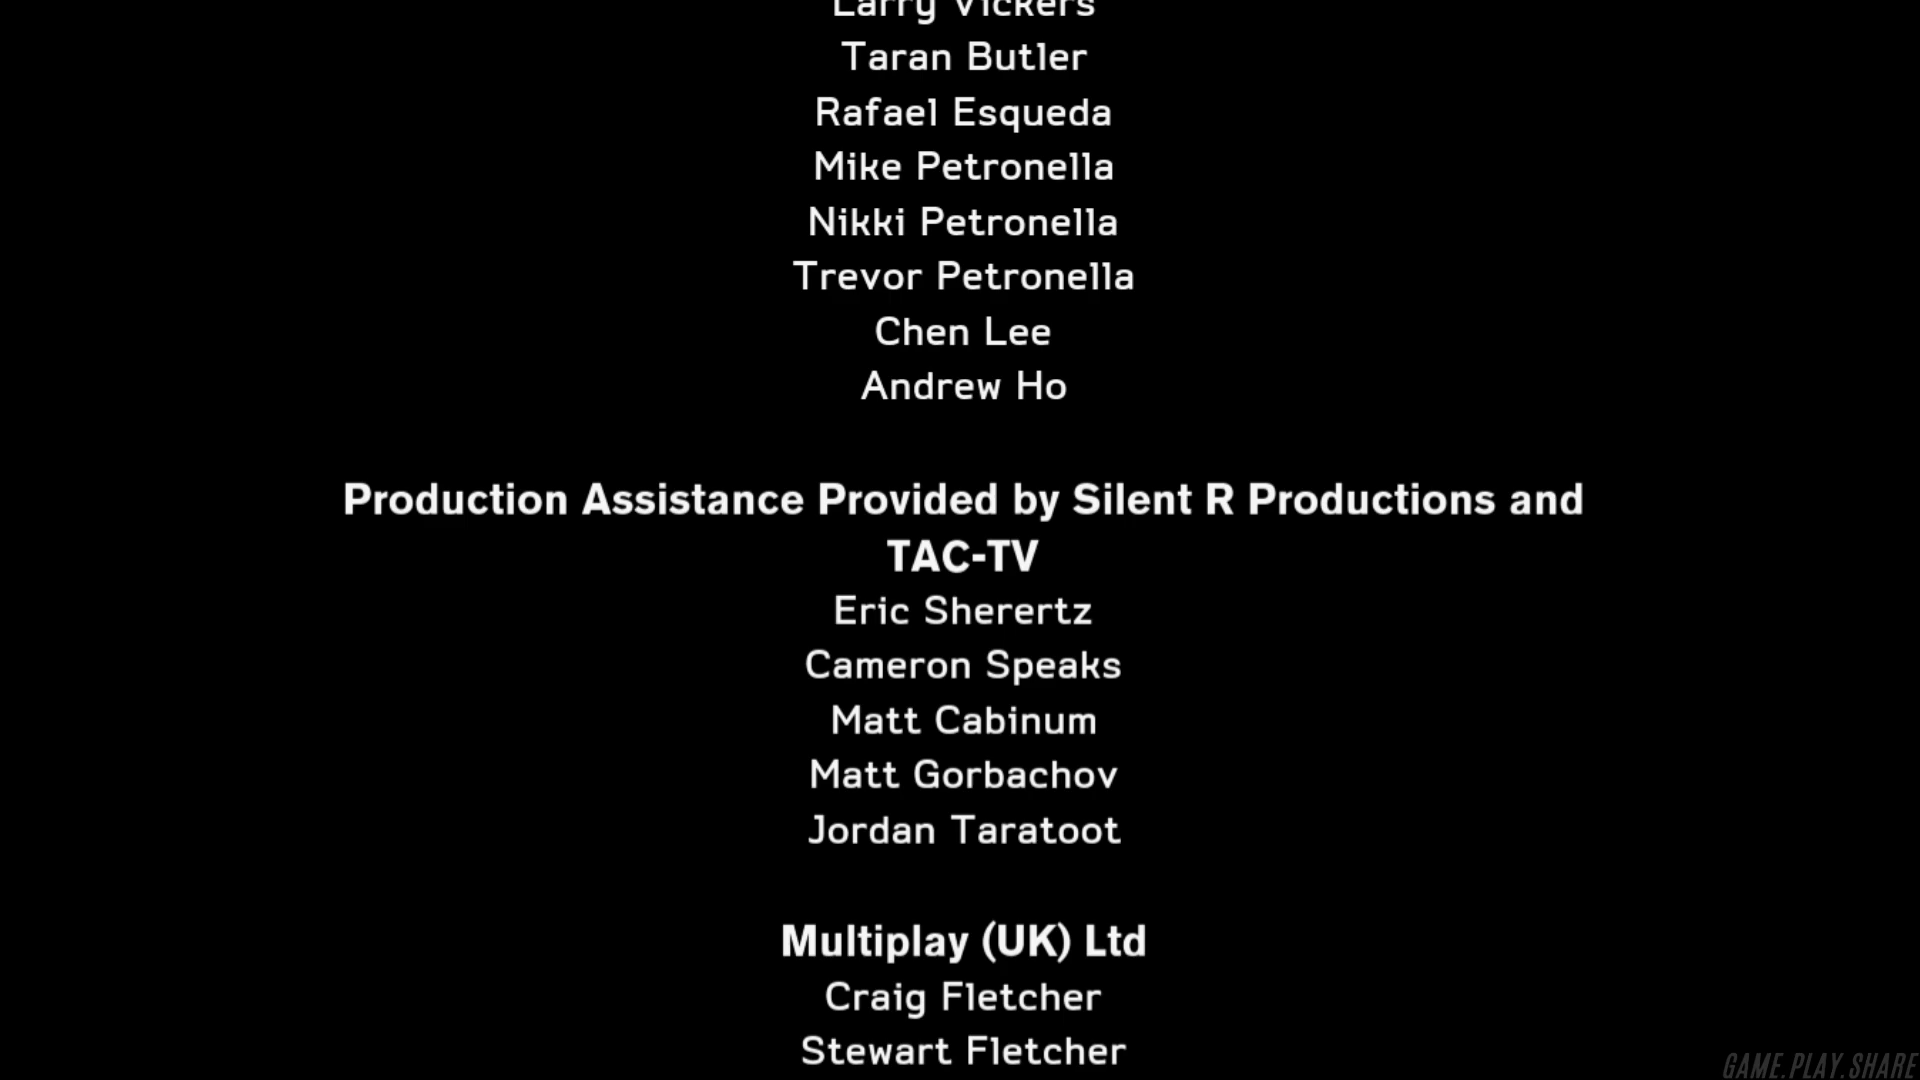 Larry Vickers
Taran Butler
Rafael Esqueda
Mike Petronella
Nikki Petronella
Trevor Petronella
Chen Lee
Andrew Ho
Production Assistance Provided by Silent R Productions and
TAC-TV
Eric Sherertz
Cameron Speaks
Matt Cabinum
Matt Gorbachov
Jordan Taratoot
Multiplay (UK) Ltd
Craig Fletcher
Stewart Fletcher
GAME.PLAY.SHARE